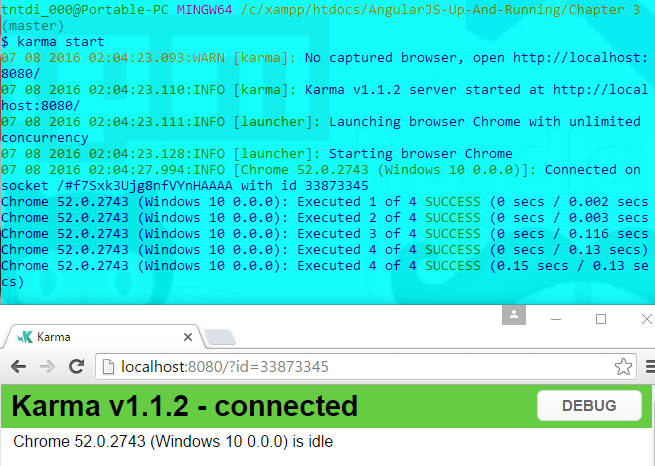 tntdi_000@Portable-PC MINGW64 /c/xampp/htdocs/AngularJS-Up-And-Running/Chapter 3
(master)
$ karma start
07 08 2016 02:04:23.093:WARN [karma]: No captured browser, open http://localhost:
8080/
07 08 2016 02:04:23.110:INFO [karma]: Karma v1.1.2 server started at http://local
host:8080/
07 08 2016 02:04:23.111:INFO [launcher]: Launching browser Chrome with unlimited
concurrency
07 08 2016 02:04:23.128:INFO [launcher]: Starting browser Chrome
07 08 2016 02:04:27.994:INFO [Chrome 52.0.2743 (Windows 10 0.0.0)]: Connected on
socket /#f7Sxk3Ujg8nfVYnHAAAA with id 33873345
Chrome 52.0.2743 (Windows 10 0.0.0): Executed 1 of 4 SUCCESS (0 secs / 0.002 secs
Chrome 52.0.2743 (Windows 10 0.0.0): Executed 2 of 4 SUCCESS (0 secs / 0.003 secs
Chrome 52.0.2743 (Windows 10 0.0.0): Executed 3 of 4 SUCCESS (0 secs / 0.116 secs
Chrome 52.0.2743 (Windows 10 0.0.0): Executed 4 of 4 SUCCESS (0 secs / 0.13 secs)
Chrome 52.0.2743 (Windows 10 0.0.0): Executed 4 of 4 SUCCESS (0.15 secs / 0.13 se
cs)
Karma
localhost:8080/?id=33873345
Karma v1.1.2 - connected
DEBUG
Chrome 52.0.2743 (Windows 10 0.0.0) is idle